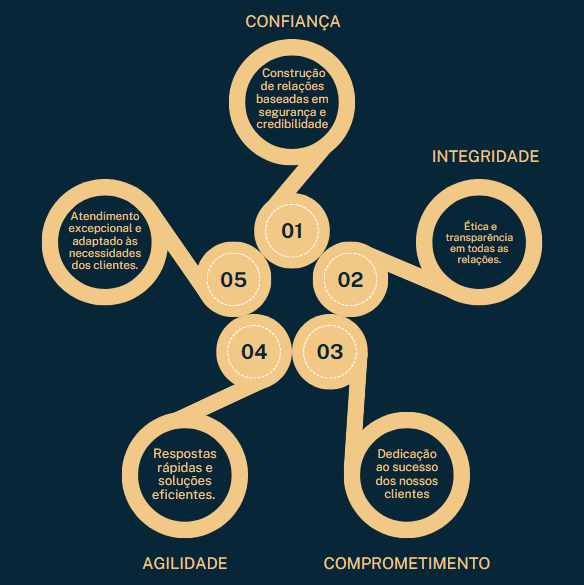 CONFIANÇA
Construção
de relações
baseadas em
segurança e
credibilidade
01
INTEGRIDADE
Ética e
transparência
em todas as
relações.
02
Dedicação
ao sucesso
dos nossos
clientes
03
COMPROMETIMENTO
Respostas
rápidas e
soluções
eficientes.
04
AGILIDADE
Atendimento
excepcional e
adaptado às
necessidades
dos clientes.
05